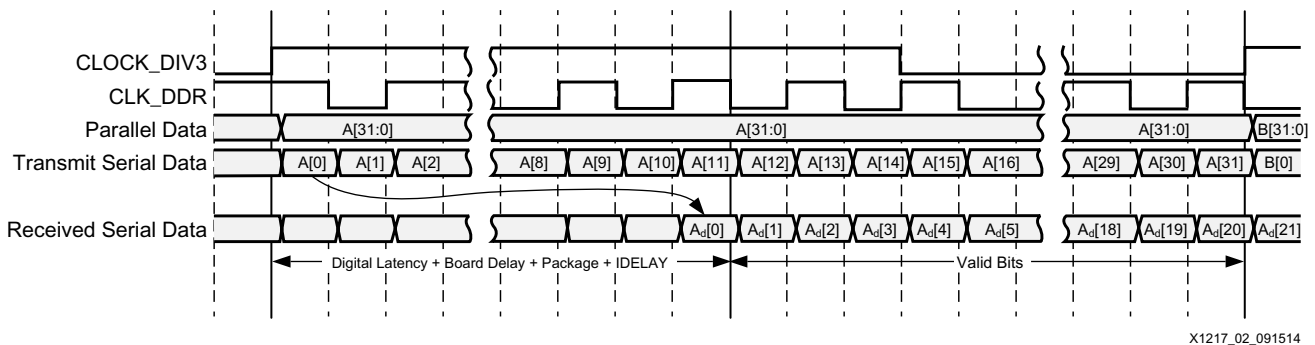 CLOCK_DIV3
CLK_DDR
Parallel Data A[31:0] A[31:0] A[31:0] B[31:0]
Transmit Serial Data A[0] A[1] A[2] A[8] A[9] A[10] A[11] A[12] A[13] A[14] A[15] A[16] A[29] A[30] A[31] B[0]
Received Serial Data Ad[0] Ad[1] Ad[2] Ad[3] Ad[4] Ad[5] Ad[18] Ad[19] Ad[20] Ad[21]
Digital Latency + Board Delay + Package + IDELAY Valid Bits
X1217_02_091514